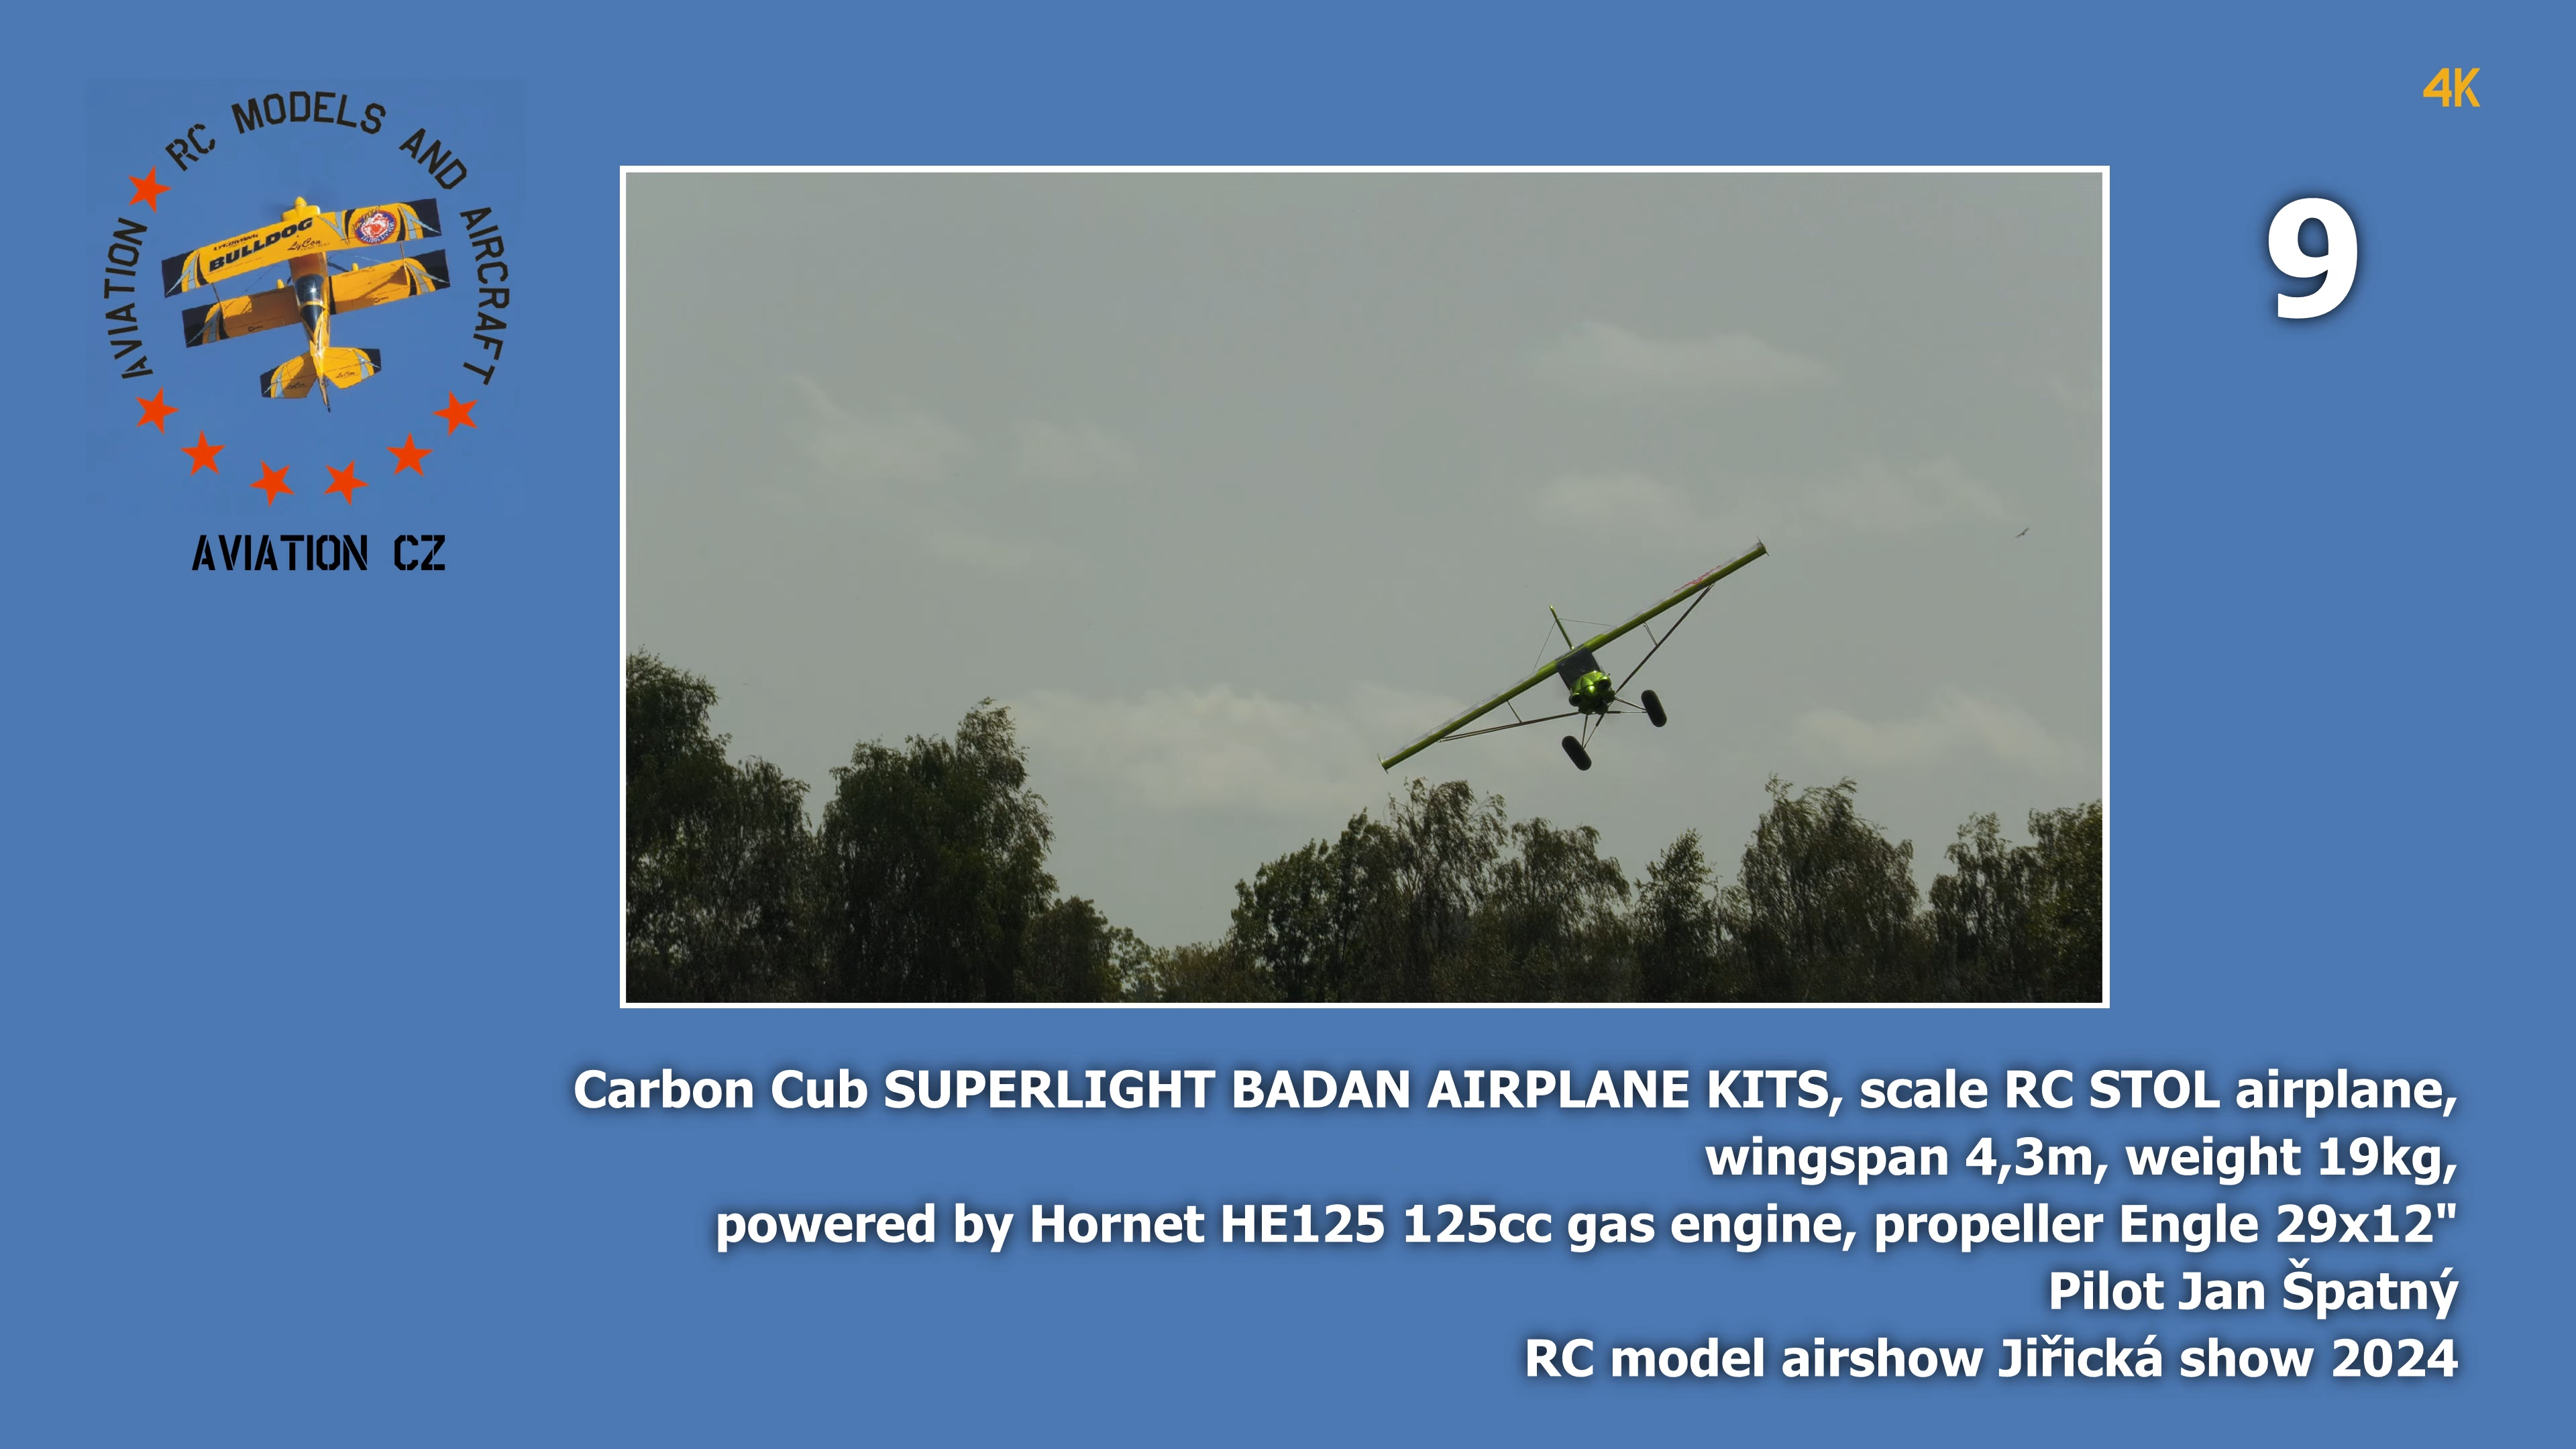 RC MODELS AND AIRCRAFT
AVIATION
BULLDOG
LyCon
AVIATION CZ
4K
9
Carbon Cub SUPERLIGHT BADAN AIRPLANE KITS, scale RC STOL airplane,
wingspan 4,3m, weight 19kg,
powered by Hornet HE125 125cc gas engine, propeller Engle 29x12"
Pilot Jan Špatný
RC model airshow Jiřická show 2024